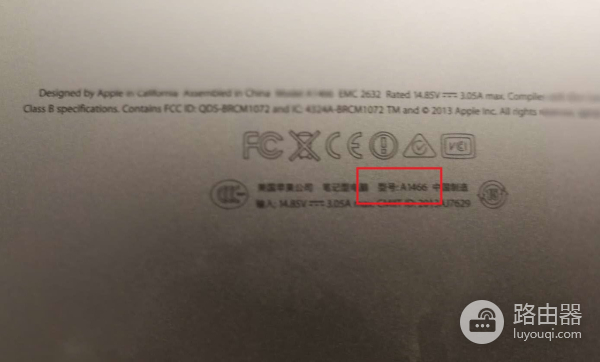 Designed by Apple in California Assembled in China Model A1466 EMC 2632 Rated 14.85V⎓3.05A max.
Class B specifications. Contains FCC ID: QDS-BRCM1072 and IC: 4324A-BRCM1072 TM and © 2013 Apple Inc. All rights
FC CE VCI
美国苹果公司 笔记型电脑 型号: A1466 中国制造
输入: 14.85V⎓3.05A max
路由器
luyouqi.com